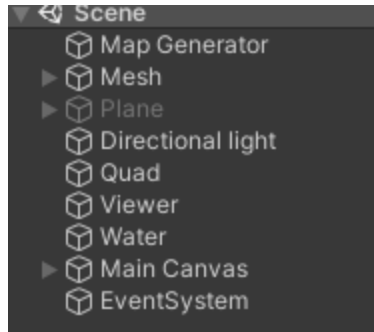 Scene
Map Generator
Mesh
Plane
Directional light
Quad
Viewer
Water
Main Canvas
EventSystem